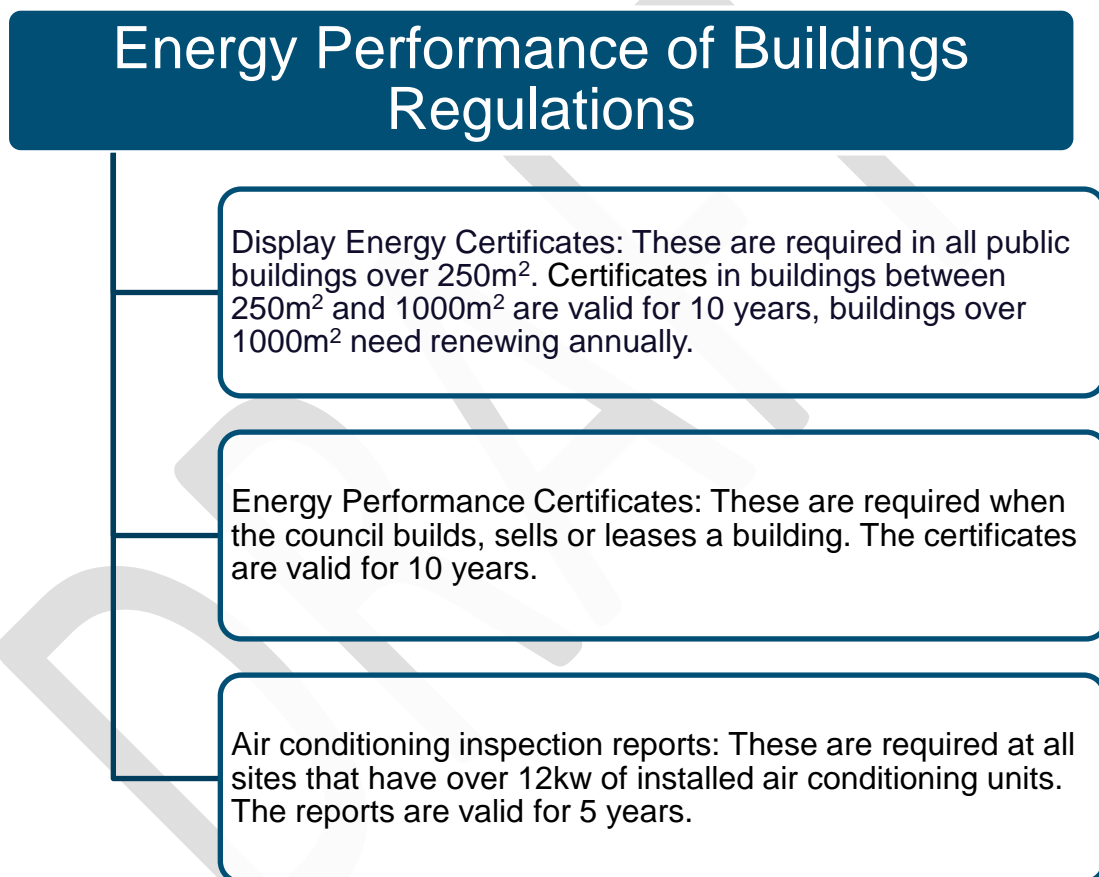 Energy Performance of Buildings
Regulations
Display Energy Certificates: These are required in all public
buildings over 250m². Certificates in buildings between
250m² and 1000m² are valid for 10 years, buildings over
1000m² need renewing annually.
Energy Performance Certificates: These are required when
the council builds, sells or leases a building. The certificates
are valid for 10 years.
Air conditioning inspection reports: These are required at all
sites that have over 12kw of installed air conditioning units.
The reports are valid for 5 years.
DRAFT